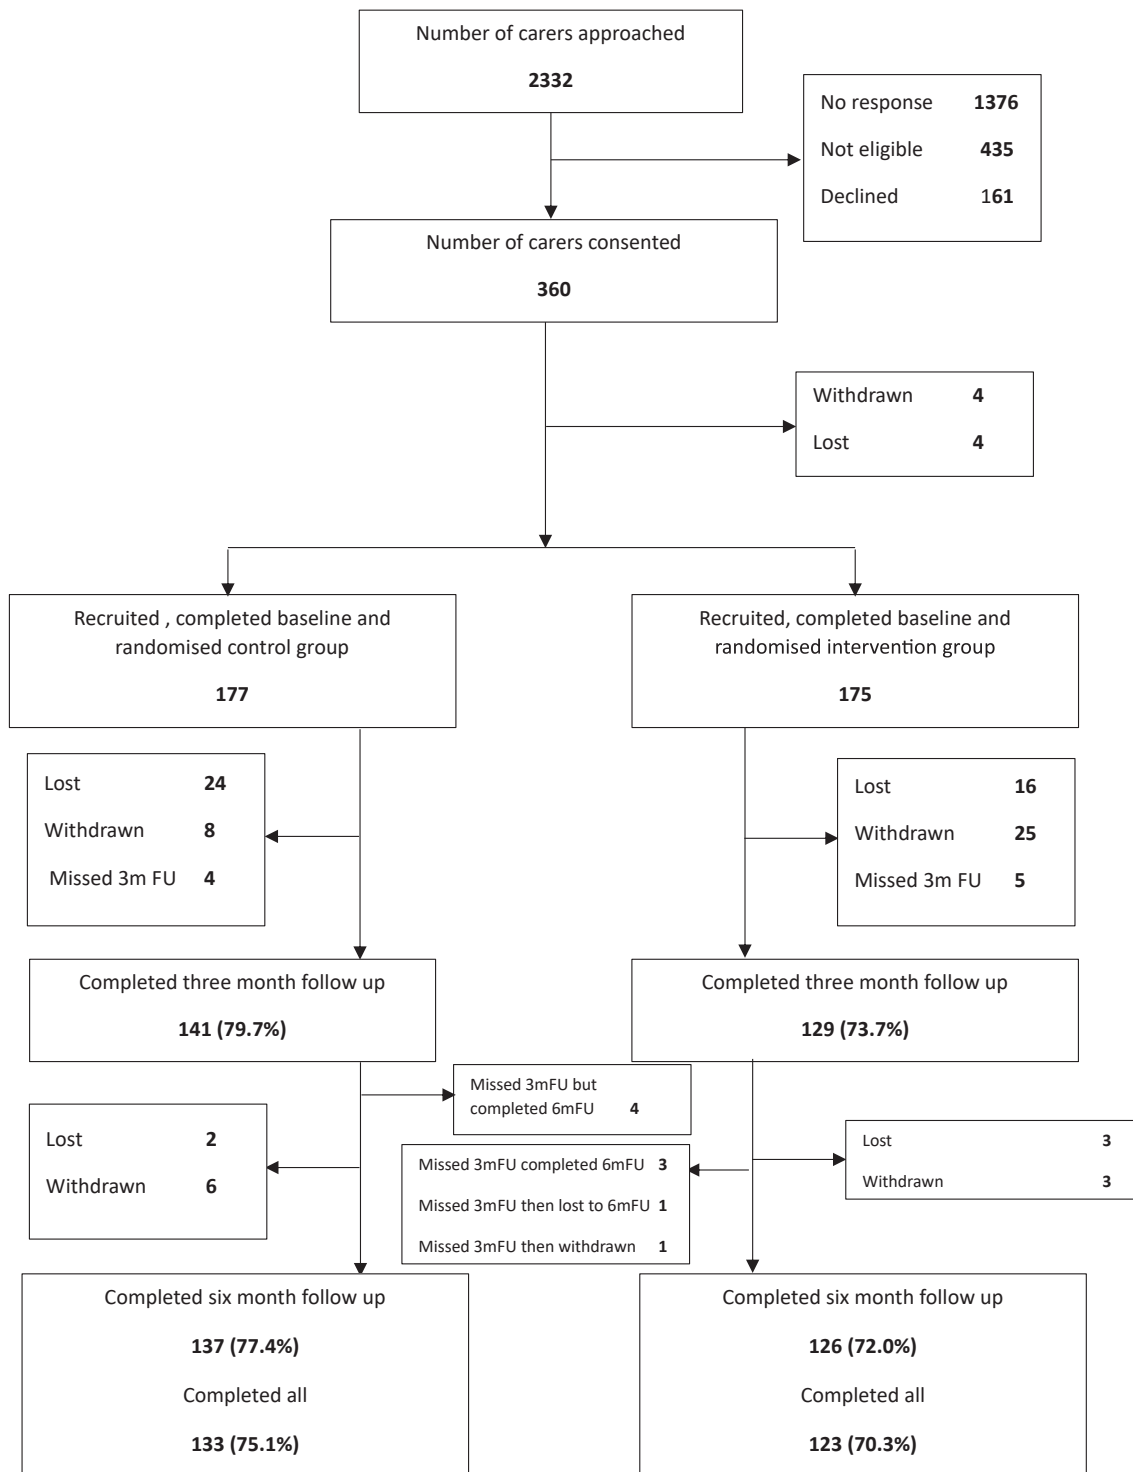 Number of carers approached
2332
No response 1376
Not eligible 435
Declined 161
Number of carers consented
360
Withdrawn 4
Lost 4
Recruited , completed baseline and
randomised control group
177
Recruited, completed baseline and
randomised intervention group
175
Lost 24
Withdrawn 8
Missed 3m FU 4
Lost 16
Withdrawn 25
Missed 3m FU 5
Completed three month follow up
141 (79.7%)
Completed three month follow up
129 (73.7%)
Missed 3mFU but
completed 6mFU 4
Lost 2
Withdrawn 6
Missed 3mFU completed 6mFU 3
Missed 3mFU then lost to 6mFU 1
Missed 3mFU then withdrawn 1
Lost 3
Withdrawn 3
Completed six month follow up
137 (77.4%)
Completed all
133 (75.1%)
Completed six month follow up
126 (72.0%)
Completed all
123 (70.3%)